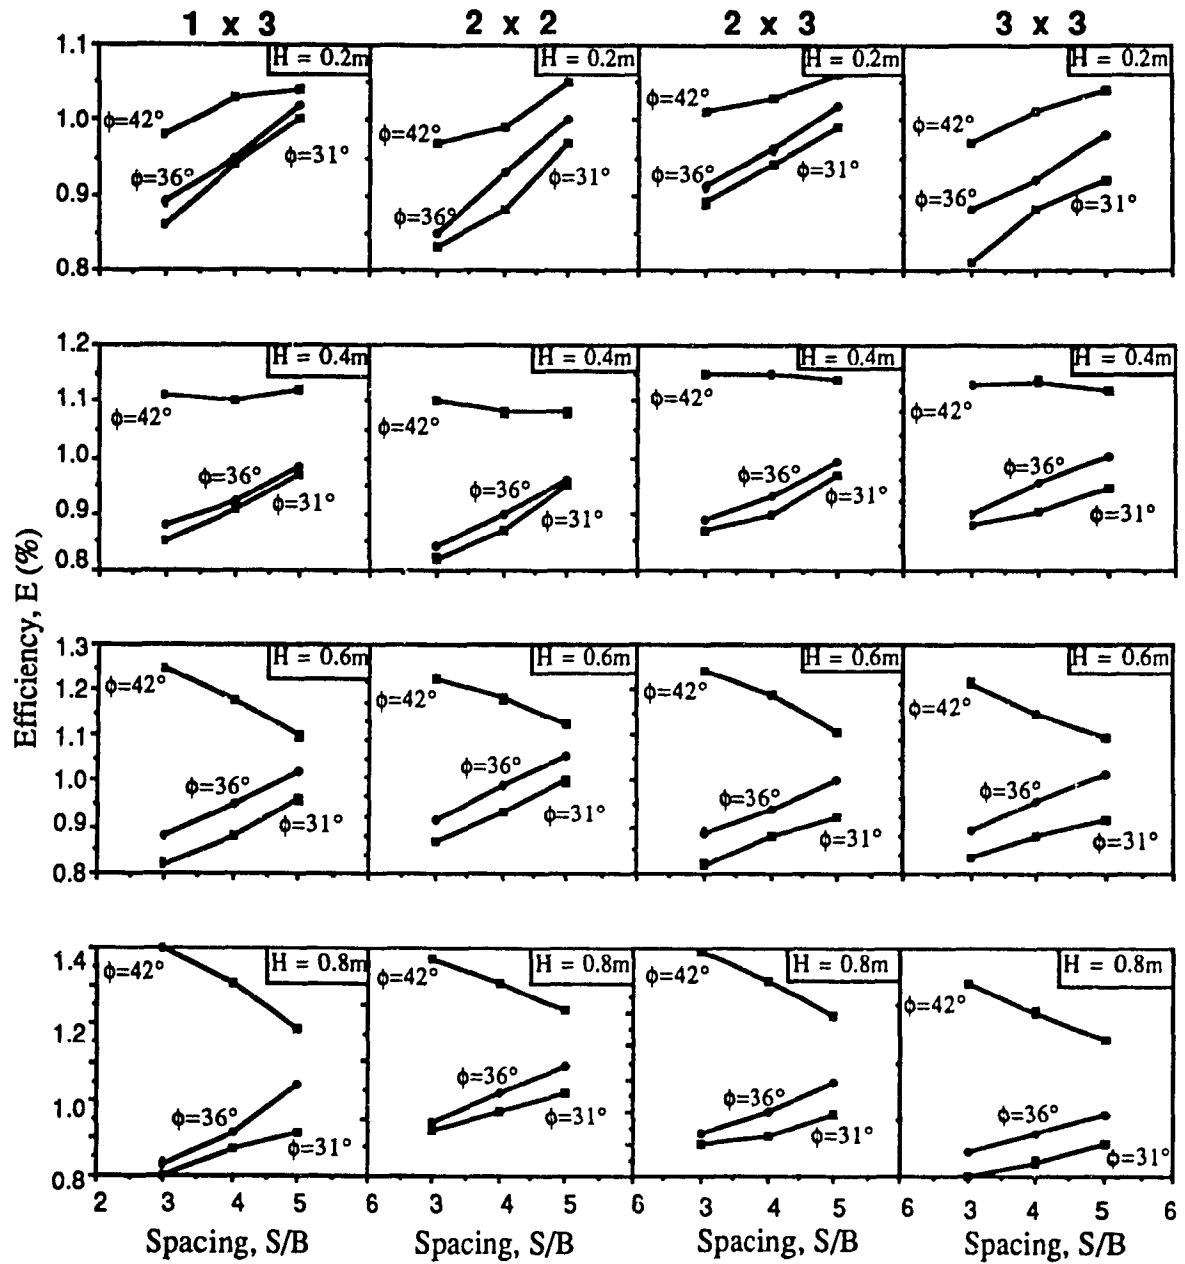 1 x 3 2 x 2 2 x 3 3 x 3
1.1 H = 0.2m H = 0.2m H = 0.2m H = 0.2m
ϕ=42° ϕ=42° ϕ=42° ϕ=42°
1.0
ϕ=31°
ϕ=36° ϕ=31° ϕ=36° ϕ=31° ϕ=36° ϕ=31°
0.9
ϕ=36°
0.8
1.2 H = 0.4m H = 0.4m H = 0.4m H = 0.4m
1.1 ϕ=42° ϕ=42° ϕ=42° ϕ=42°
1.0
ϕ=36° ϕ=36° ϕ=36° ϕ=36°
ϕ=31° ϕ=31° ϕ=31° ϕ=31°
0.9
0.8
Efficiency, E (%)
1.3 H = 0.6m H = 0.6m H = 0.6m H = 0.6m
1.2 ϕ=42° ϕ=42° ϕ=42° ϕ=42°
1.1
1.0
ϕ=36° ϕ=36° ϕ=36° ϕ=36°
0.9 ϕ=31° ϕ=31° ϕ=31° ϕ=31°
0.8
1.4 H = 0.8m H = 0.8m H = 0.8m H = 0.8m
ϕ=42° ϕ=42° ϕ=42° ϕ=42°
1.2
1.0 ϕ=36° ϕ=36° ϕ=36° ϕ=36°
ϕ=31° ϕ=31° ϕ=31° ϕ=31°
0.8
2 3 4 5 6 3 4 5 6 3 4 5 6 3 4 5 6
Spacing, S/B Spacing, S/B Spacing, S/B Spacing, S/B